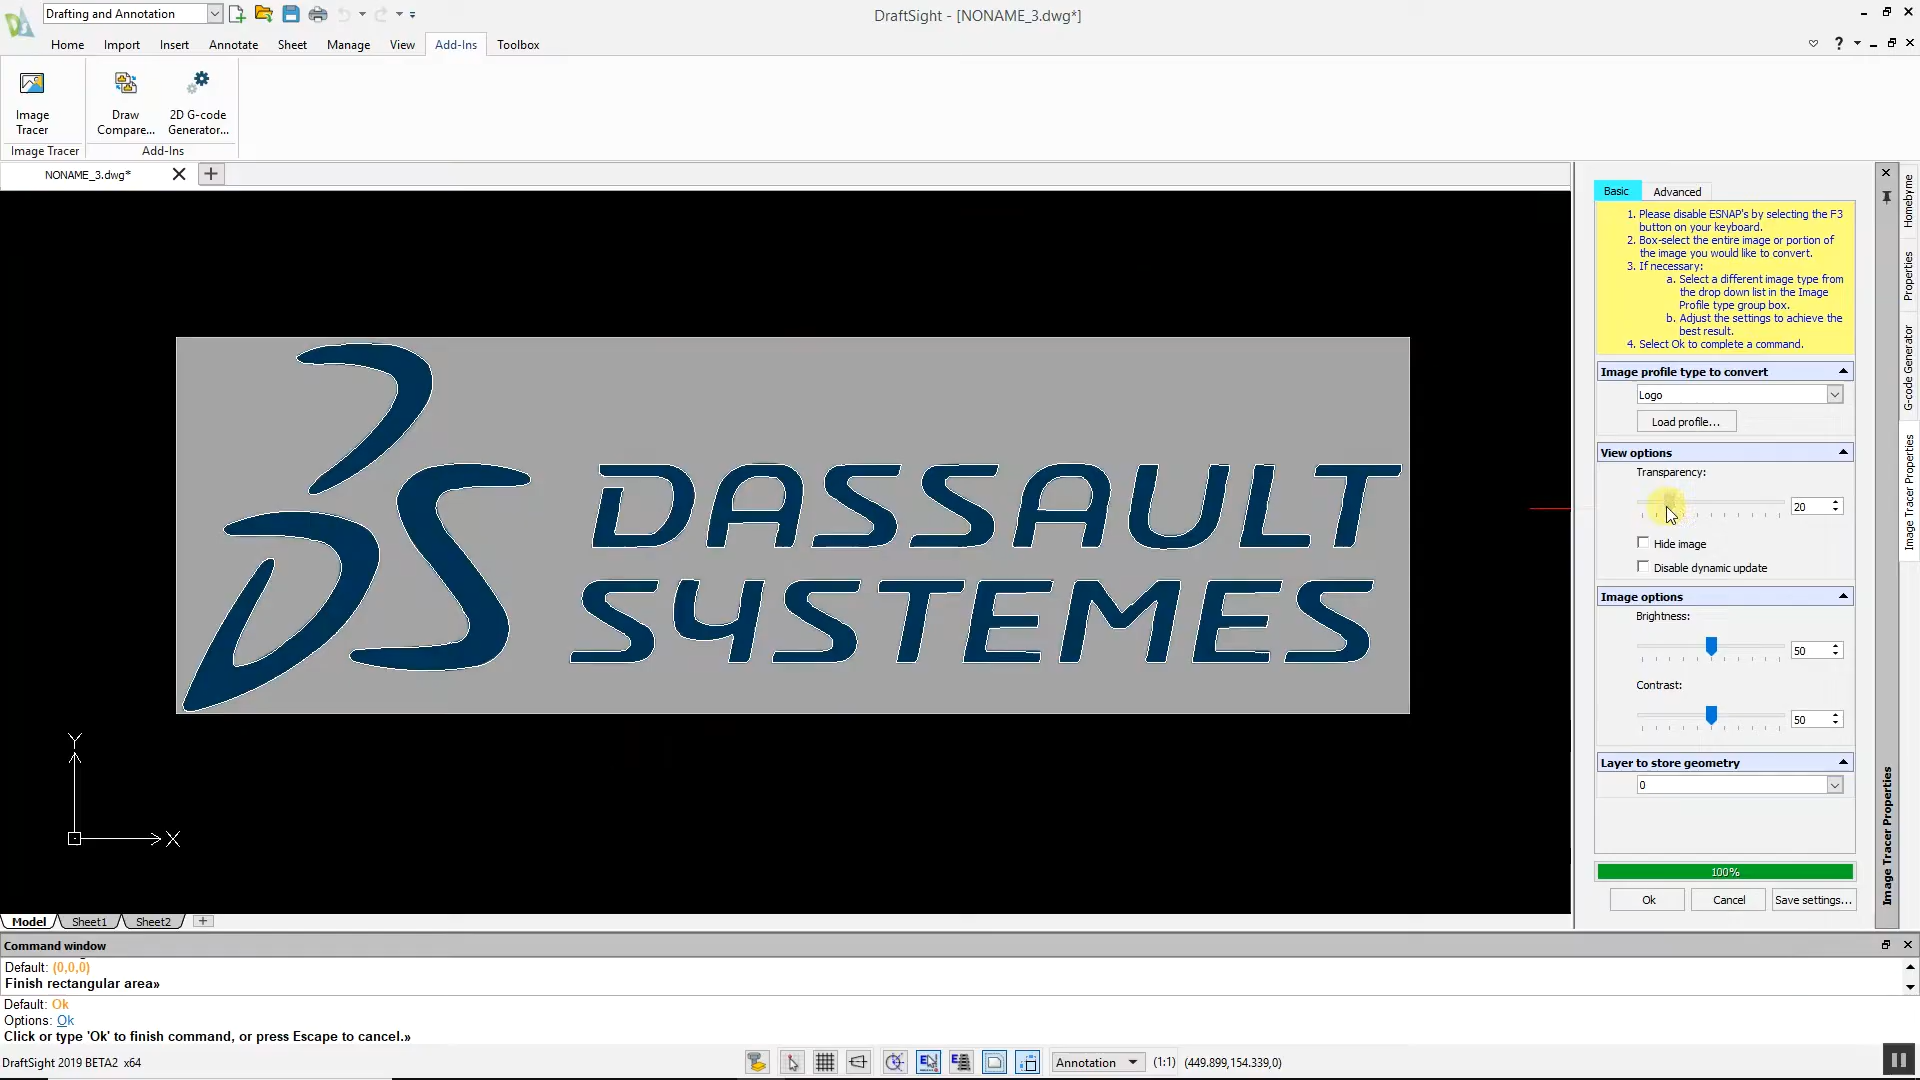 Drafting and Annotation
DraftSight - [NONAME_3.dwg*]
Home
Import
Insert
Annotate
Sheet
Manage
View
Add-Ins
Toolbox
?
Image
Tracer
Draw
Compare...
2D G-code
Generator...
Image Tracer
Add-Ins
NONAME_3.dwg*
DS
DASSAULT
SYSTEMES
Y
X
Basic
Advanced
1. Please disable ESNAP's by selecting the F3
button on your keyboard.
2. Box-select the entire image or portion of
the image you would like to convert.
3. If necessary:
a. Select a different image type from
the drop down list in the Image
Profile type group box.
b. Adjust the settings to achieve the
best result.
4. Select Ok to complete a command.
Image profile type to convert
Logo
Load profile...
View options
Transparency:
20
Hide image
Disable dynamic update
Image options
Brightness:
50
Contrast:
50
Layer to store geometry
0
100%
Ok
Cancel
Save settings...
Image Tracer Properties
Homebyme
Properties
G-code Generator
Image Tracer Properties
Model
Sheet1
Sheet2
Command window
Default: (0,0,0)
Finish rectangular area»
Default: Ok
Options: Ok
Click or type 'Ok' to finish command, or press Escape to cancel.»
DraftSight 2019 BETA2 x64
Annotation
(1:1)
(449.899,154.339,0)